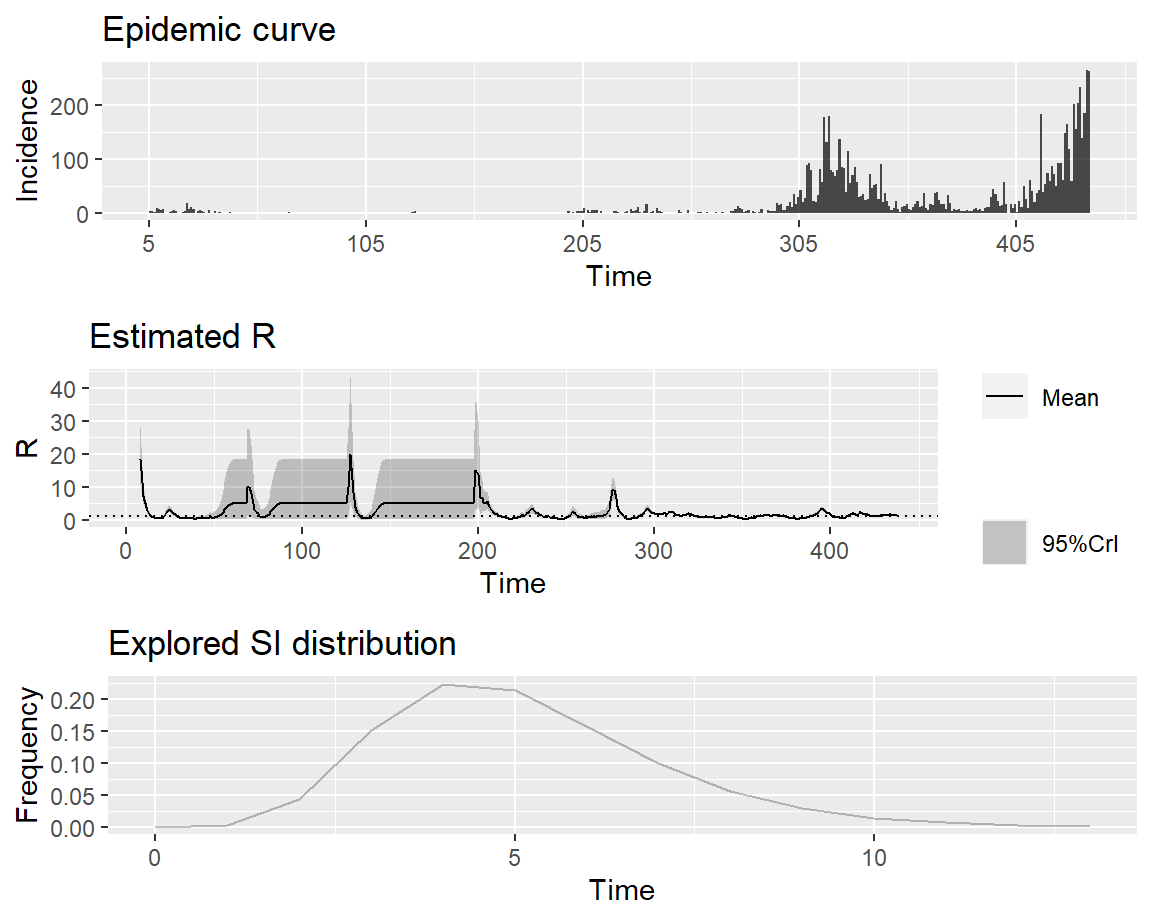 Epidemic curve
Incidence
200
100
0
5 105 205 305 405
Time
Estimated R
R
40
30
20
10
0
0 100 200 300 400
Time
Mean
95%CrI
Explored SI distribution
Frequency
0.20
0.15
0.10
0.05
0.00
0 5 10
Time